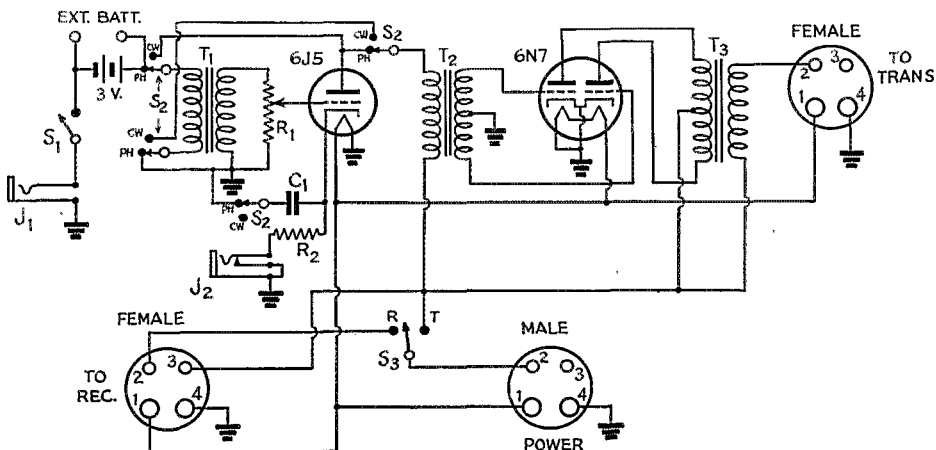 EXT. BATT.
3 V.
CW
PH
S2
S1
J1
CW
PH
T1
R1
6J5
CW
PH
S2
PH
CW
S2
C1
R2
J2
T2
6N7
T3
FEMALE
2
3
1
4
TO
TRANS
FEMALE
2
3
1
4
TO
REC.
R
T
S3
MALE
2
3
1
4
POWER